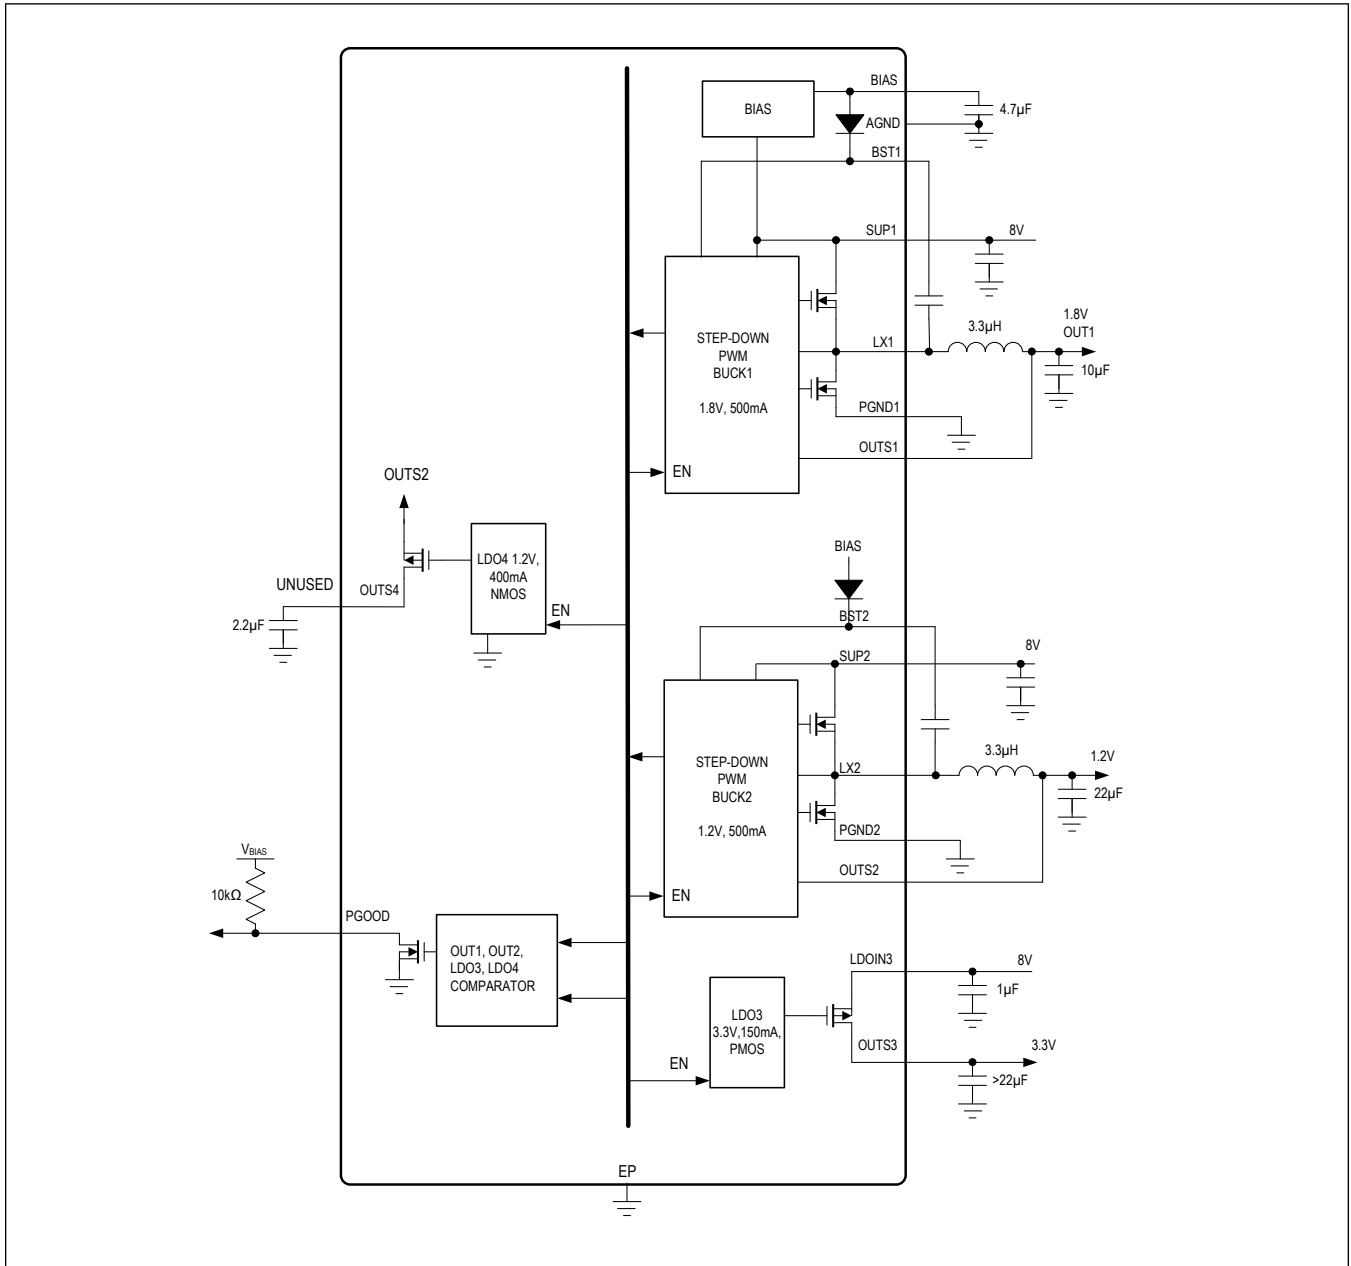 BIAS
BIAS
4.7µF
AGND
BST1
SUP1
8V
STEP-DOWN
PWM
BUCK1
1.8V, 500mA
LX1
3.3µH
1.8V
OUT1
10µF
PGND1
OUTS1
EN
OUTS2
LDO4 1.2V,
400mA
NMOS
UNUSED
OUTS4
EN
2.2µF
BIAS
BST2
SUP2
8V
STEP-DOWN
PWM
BUCK2
1.2V, 500mA
LX2
3.3µH
1.2V
22µF
PGND2
OUTS2
EN
VBIAS
10kΩ
PGOOD
OUT1, OUT2,
LDO3, LDO4
COMPARATOR
LDOIN3
8V
1µF
LDO3
3.3V,150mA,
PMOS
OUTS3
3.3V
>22µF
EN
EP